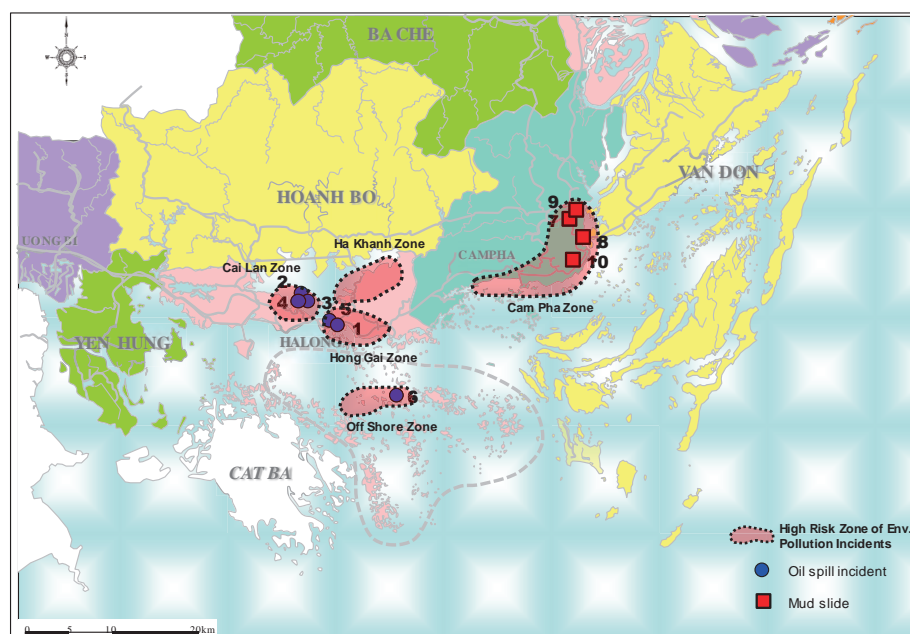 BA CHE
N
W
E
S
VAN DON
HOANH BO
9
7
8
10
UONG BI
Ha Khanh Zone
CAMPHA
Cai Lan Zone
2
4
3
5
Cam Pha Zone
1
YEN HUNG
HALONG
Hong Gai Zone
6
Off Shore Zone
CAT BA
High Risk Zone of Env.
Pollution Incidents
Oil spill incident
Mud slide
0 5 10 20km